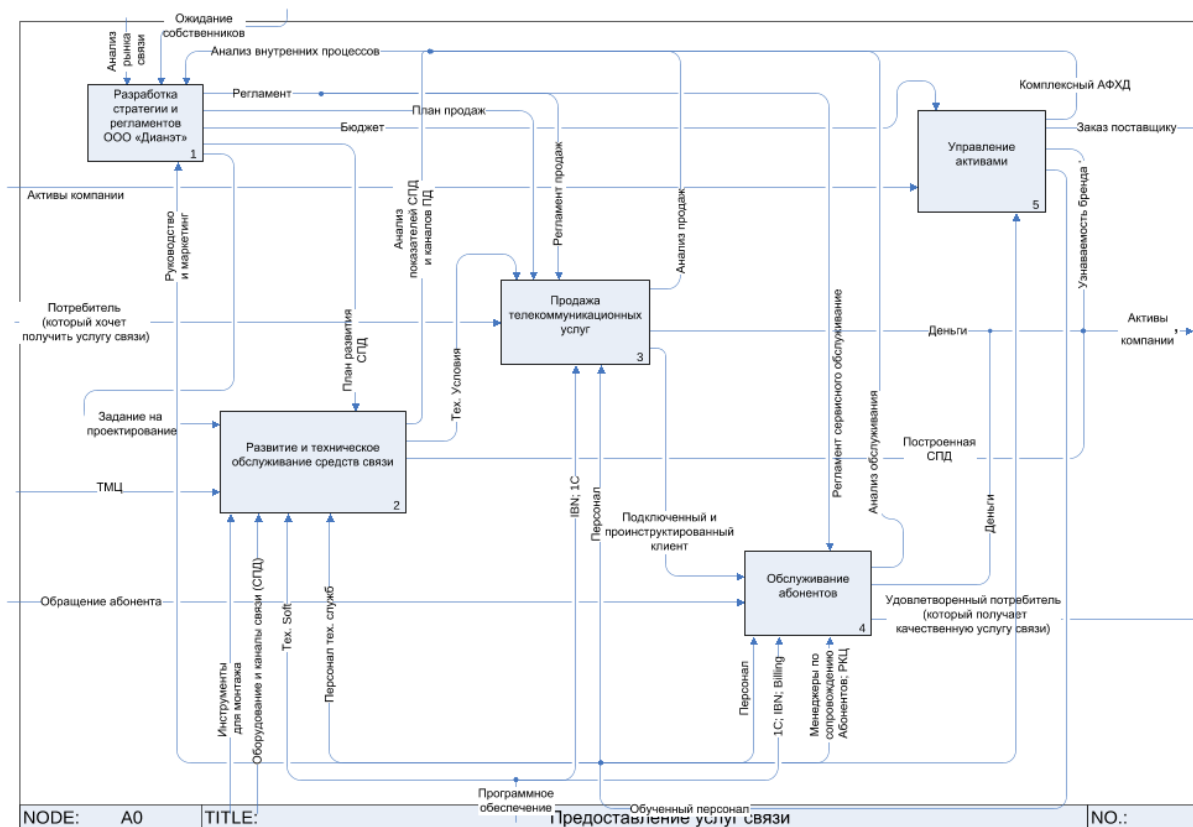 Ожидание
собственников
Анализ
рынка
связи
Анализ внутренних процессов
Разработка
стратегии и
регламентов
ООО «Дианэт»
1
Регламент
План продаж
Бюджет
Комплексный АФХД
Заказ поставщику
Управление
активами
5
Активы компании
Руководство
и маркетинг
Анализ
показателей СПД
и каналов ПД
Регламент продаж
Анализ продаж
Узнаваемость бренда
Потребитель
(который хочет
получить услугу связи)
План развития
СПД
Тех. Условия
Продажа
телекоммуникационных
услуг
3
Регламент сервисного обслуживание
Деньги
Активы
компании
Задание на
проектирование
Развитие и техническое
обслуживание средств связи
2
Анализ обслуживания
Построенная
СПД
ТМЦ
IBN; 1C
Персонал
Подключенный и
проинструктированный
клиент
Деньги
Обращение абонента
Обслуживание
абонентов
4
Удовлетворенный потребитель
(который получает
качественную услугу связи)
Инструменты
для монтажа
Оборудование и каналы связи (СПД)
Тех. Soft
Персонал тех. служб
Персонал
1C; IBN; Billing
Менеджеры по
сопровождению
Абонентов; РКЦ
Программное
обеспечение
Обученный персонал
NODE: A0 TITLE: Предоставление услуг связи NO.: